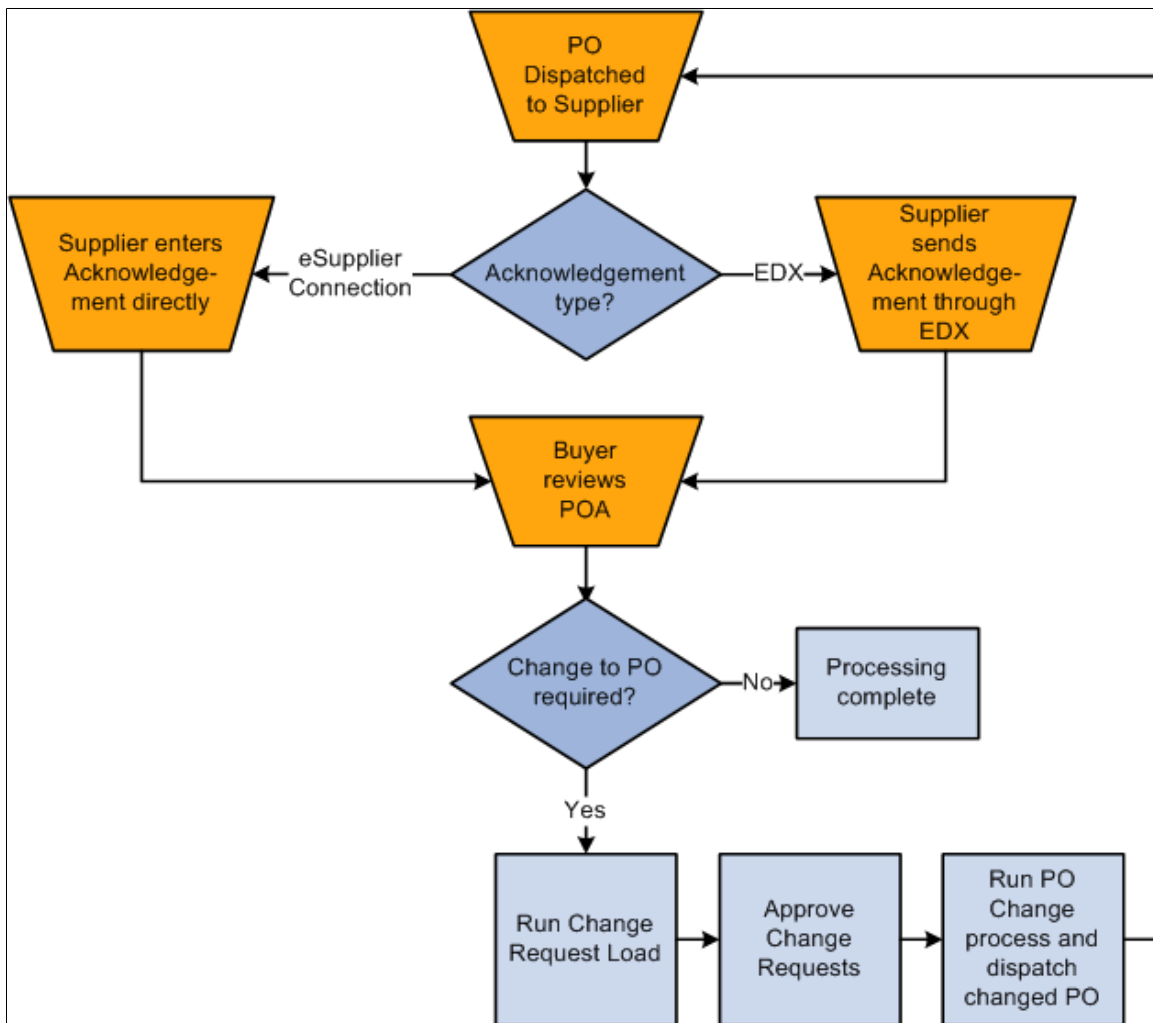 PO
Dispatched
to Supplier
Supplier enters
Acknowledge-
ment directly
eSupplier
Connection
Acknowledgement
type?
EDX
Supplier
sends
Acknowledge-
ment through
EDX
Buyer
reviews
POA
Change to PO
required?
No
Processing
complete
Yes
Run Change
Request Load
Approve
Change
Requests
Run PO
Change
process and
dispatch
changed PO